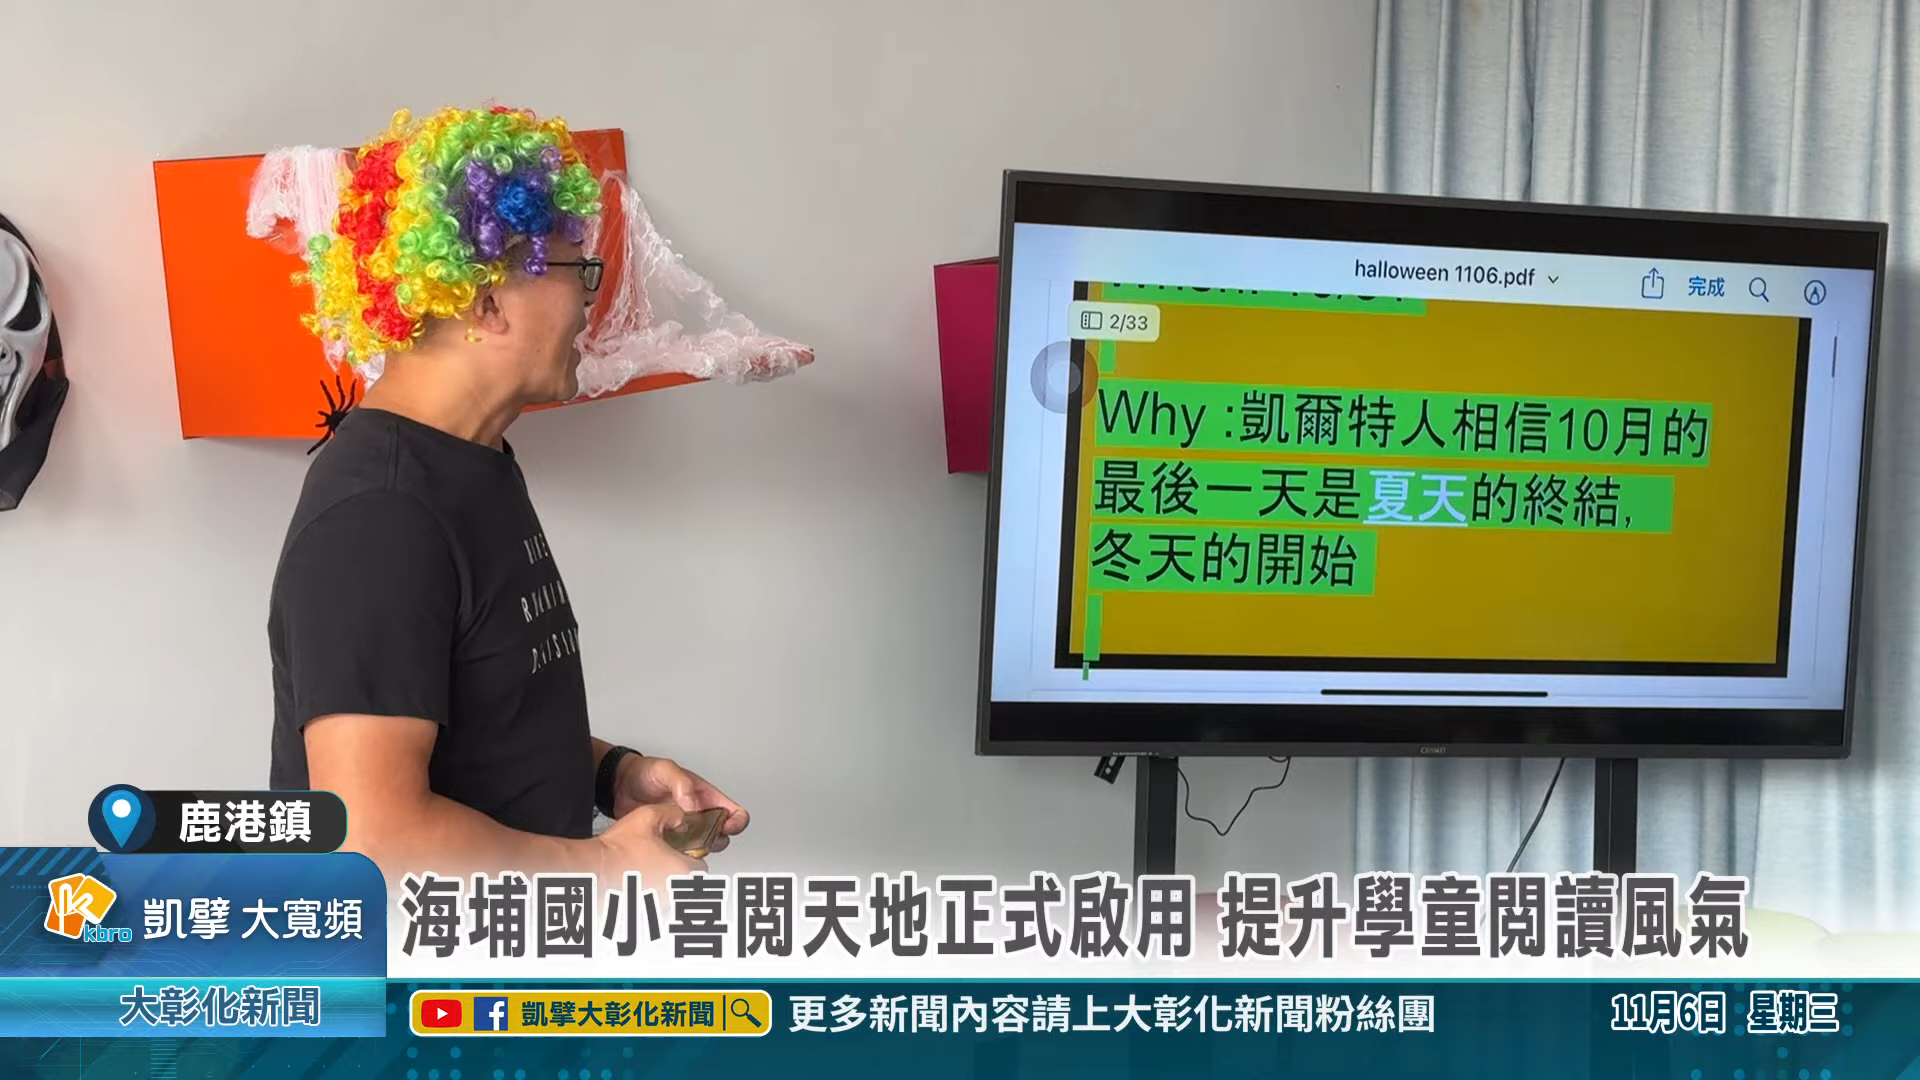 halloween 1106.pdf
完成
2/33
Why :凱爾特人相信10月的
最後一天是夏天的終結,
冬天的開始
鹿港鎮
kbro 凱擘 大寬頻
海埔國小喜閱天地正式啟用 提升學童閱讀風氣
大彰化新聞
凱擘大彰化新聞
更多新聞內容請上大彰化新聞粉絲團
11月6日 星期三